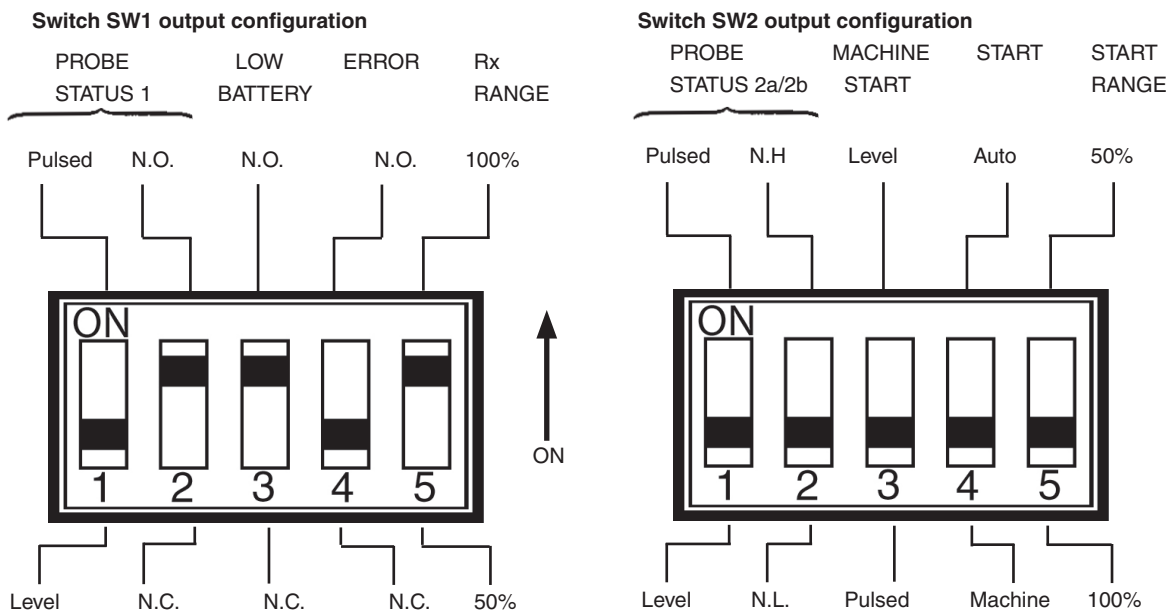 Switch SW1 output configuration
PROBE LOW ERROR Rx
STATUS 1 BATTERY RANGE
Pulsed N.O. N.O. N.O. 100%
ON
1 2 3 4 5
ON
Level N.C. N.C. N.C. 50%
Switch SW2 output configuration
PROBE MACHINE START START
STATUS 2a/2b START RANGE
Pulsed N.H Level Auto 50%
ON
1 2 3 4 5
Level N.L. Pulsed Machine 100%